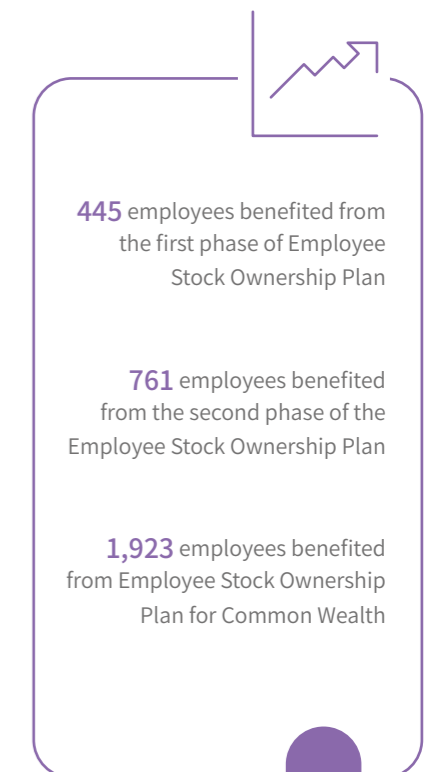 445 employees benefited from
the first phase of Employee
Stock Ownership Plan
761 employees benefited
from the second phase of the
Employee Stock Ownership Plan
1,923 employees benefited
from Employee Stock Ownership
Plan for Common Wealth